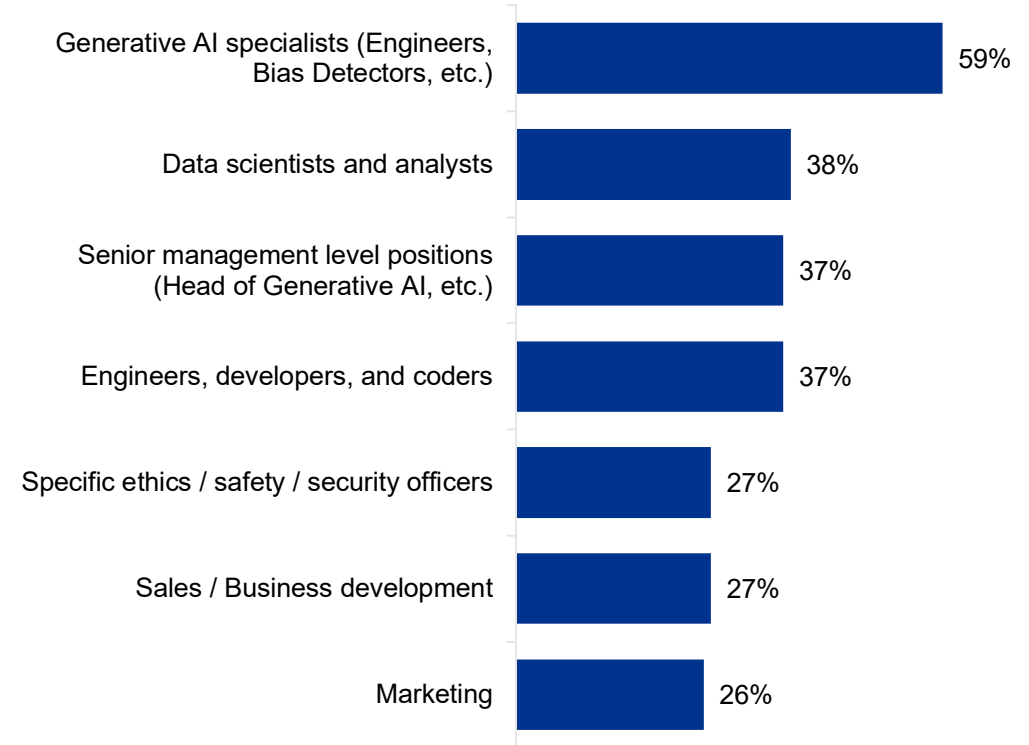 Generative AI specialists (Engineers,
Bias Detectors, etc.)
59%
Data scientists and analysts
38%
Senior management level positions
(Head of Generative AI, etc.)
37%
Engineers, developers, and coders
37%
Specific ethics / safety / security officers
27%
Sales / Business development
27%
Marketing
26%